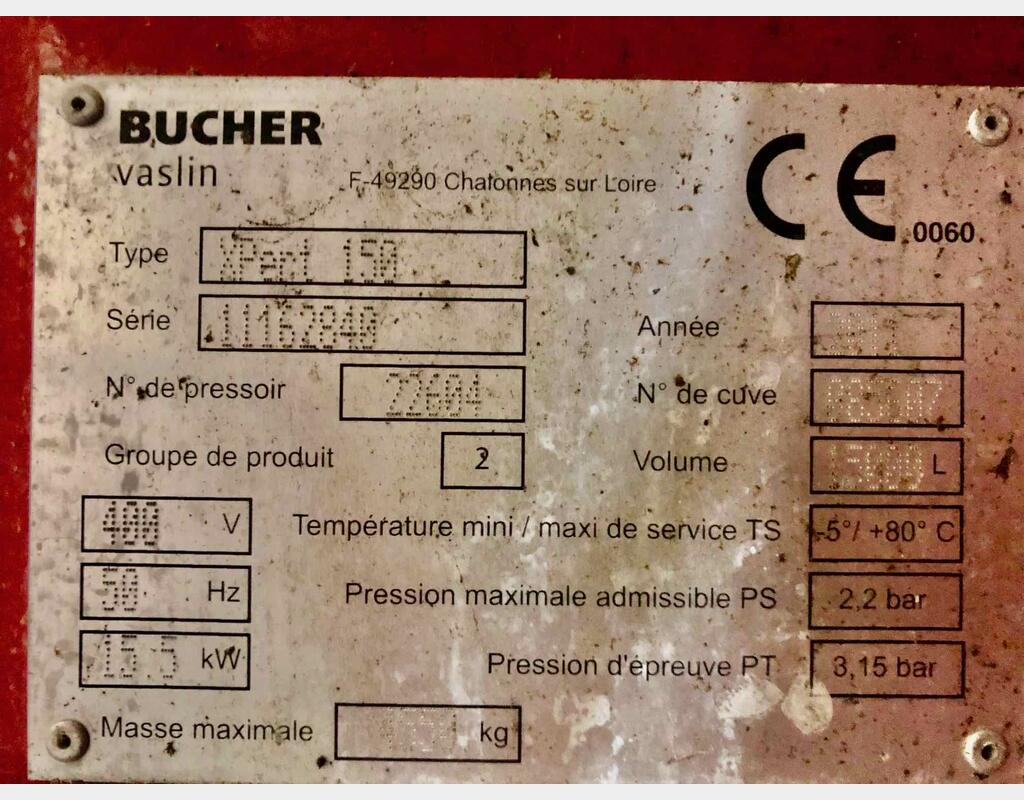 BUCHER
vaslin
F-49290 Chalonnes sur Loire
CE 0060
Type XPert 150
Série 11162840
Année
N° de pressoir 22604
N° de cuve
Groupe de produit 2
Volume 15000 L
400 V
Température mini / maxi de service TS -5°/ +80° C
50 Hz
Pression maximale admissible PS 2,2 bar
15.5 kW
Pression d'épreuve PT 3,15 bar
Masse maximale kg